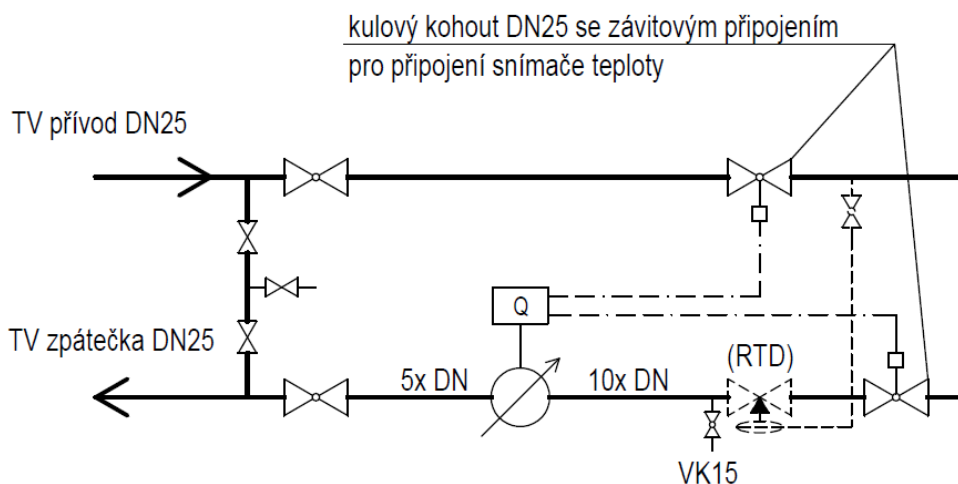 kulový kohout DN25 se závitovým připojením
pro připojení snímače teploty
TV přívod DN25
Q
TV zpátečka DN25
(RTD)
5x DN
10x DN
VK15